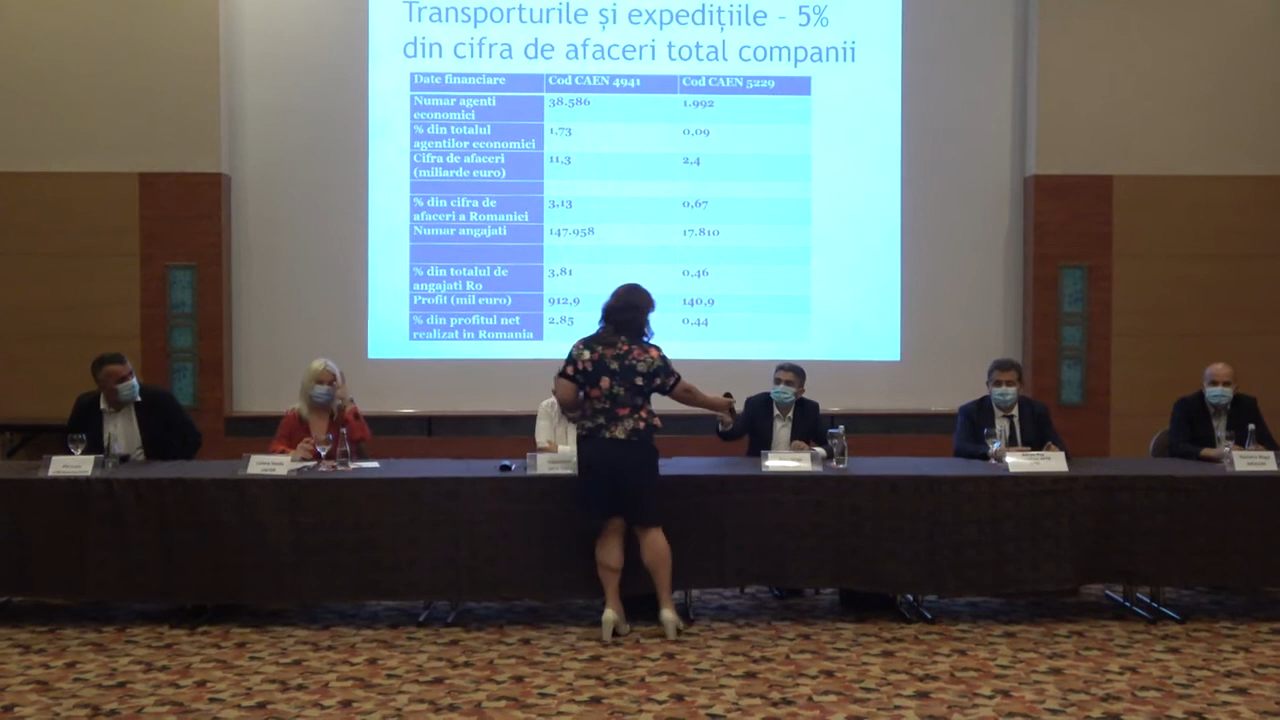 Transporturile și expedițiile – 5%
din cifra de afaceri total companii
Date financiare Cod CAEN 4941 Cod CAEN 5229
Numar agenti economici 38.586 1.992
% din totalul agentilor economici 1,73 0,09
Cifra de afaceri (miliarde euro) 11,3 2,4
% din cifra de afaceri a Romaniei 3,13 0,67
Numar angajati 147.958 17.810
% din totalul de angajati Ro 3,81 0,46
Profit (mil euro) 912,9 140,9
% din profitul net realizat in Romania 2,85 0,44